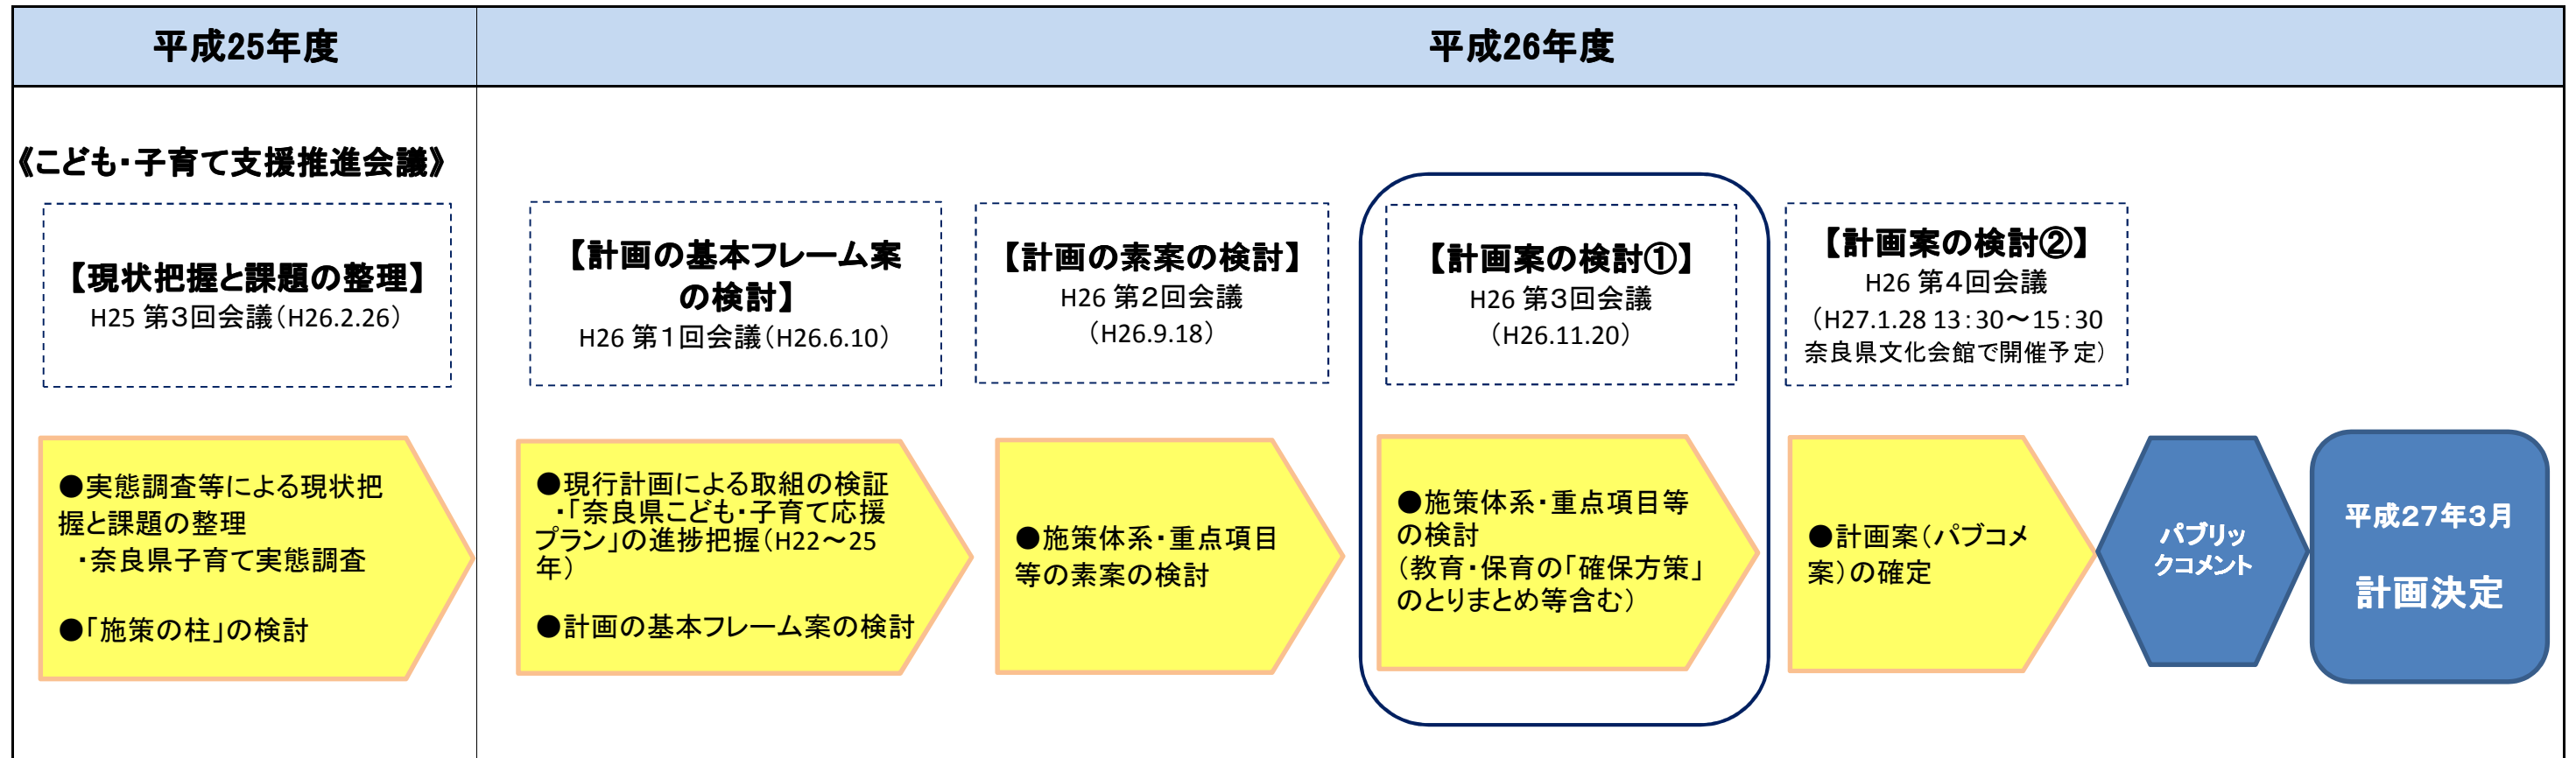 平成25年度
平成26年度
《こども・子育て支援推進会議》
【現状把握と課題の整理】
H25 第３回会議（H26.2.26）
【計画の基本フレーム案
の検討】
H26 第１回会議（H26.6.10）
【計画の素案の検討】
H26 第２回会議
（H26.9.18）
【計画案の検討①】
H26 第３回会議
（H26.11.20）
【計画案の検討②】
H26 第４回会議
（H27.1.28 13：30～15：30
奈良県文化会館で開催予定）
●実態調査等による現状把
握と課題の整理
・奈良県子育て実態調査
●「施策の柱」の検討
●現行計画による取組の検証
・「奈良県こども・子育て応援
プラン」の進捗把握（H22～25
年）
●計画の基本フレーム案の検討
●施策体系・重点項目
等の素案の検討
●施策体系・重点項目等
の検討
（教育・保育の「確保方策」
のとりまとめ等含む）
●計画案（パブコメ
案）の確定
パブリッ
クコメント
平成27年3月
計画決定